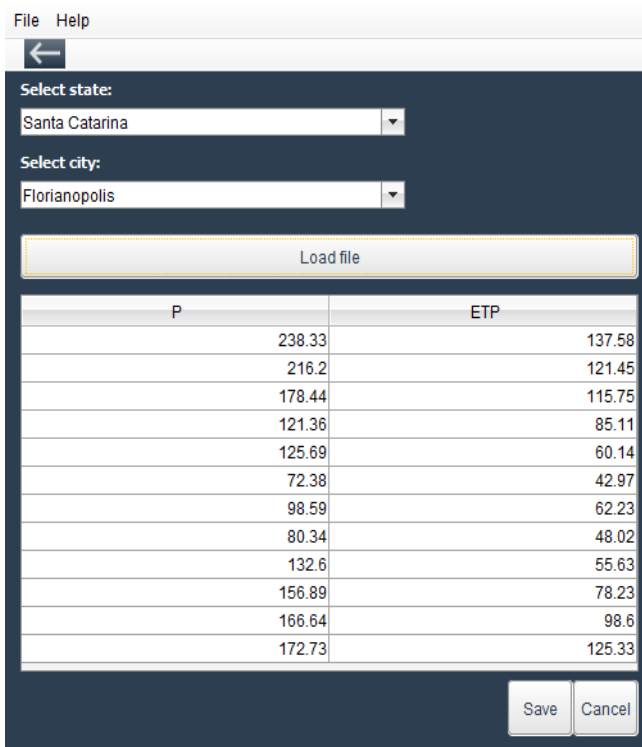 File Help
Select state:
Santa Catarina
Select city:
Florianopolis
Load file
P ETP
238.33 137.58
216.2 121.45
178.44 115.75
121.36 85.11
125.69 60.14
72.38 42.97
98.59 62.23
80.34 48.02
132.6 55.63
156.89 78.23
166.64 98.6
172.73 125.33
Save Cancel